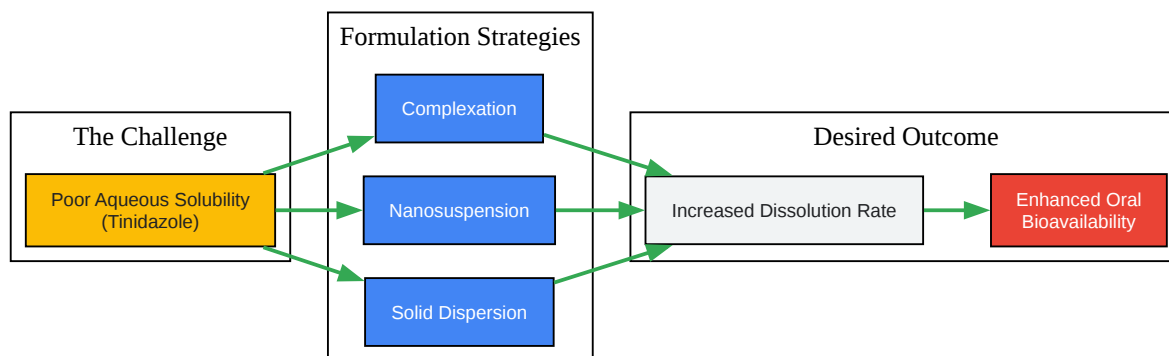 The Challenge
Poor Aqueous Solubility
(Tinidazole)
Formulation Strategies
Complexation
Nanosuspension
Solid Dispersion
Desired Outcome
Increased Dissolution Rate
Enhanced Oral
Bioavailability